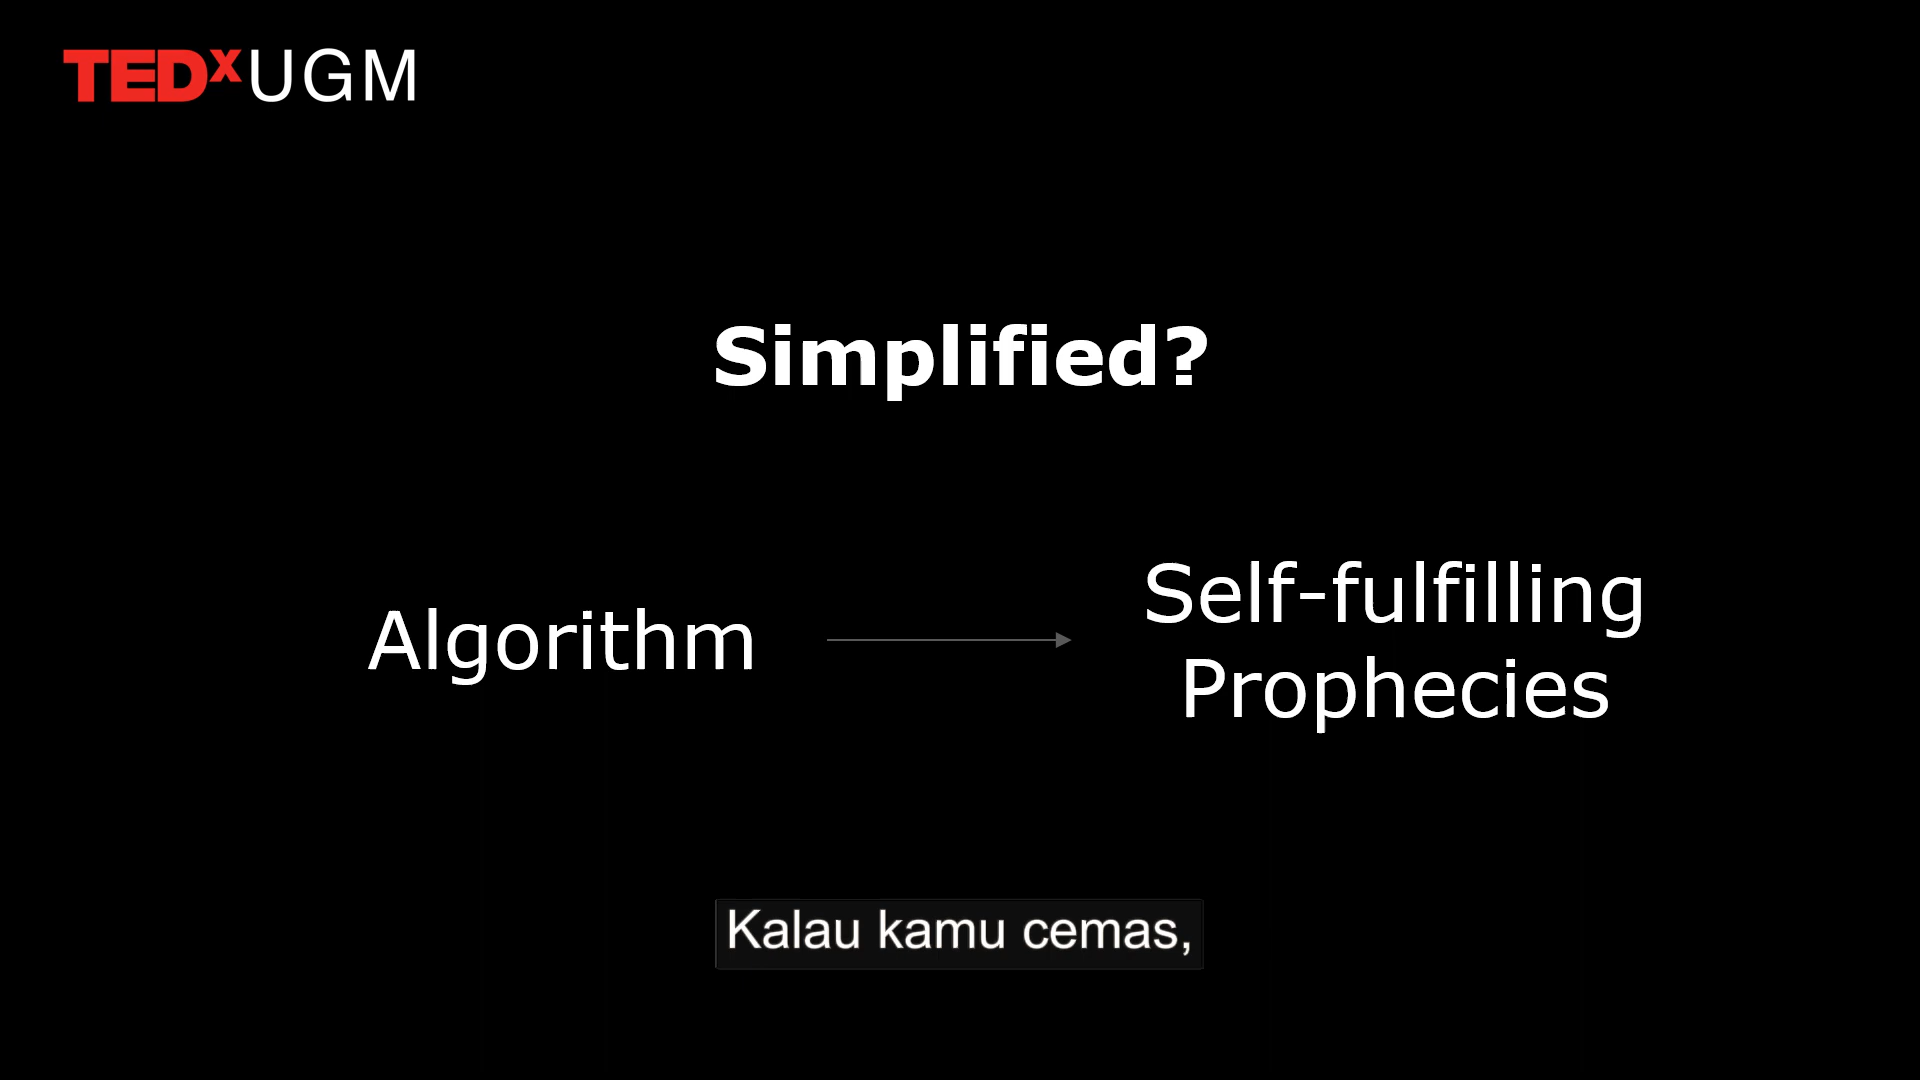 TEDxUGM
Simplified?
Algorithm
Self-fulfilling
Prophecies
Kalau kamu cemas,